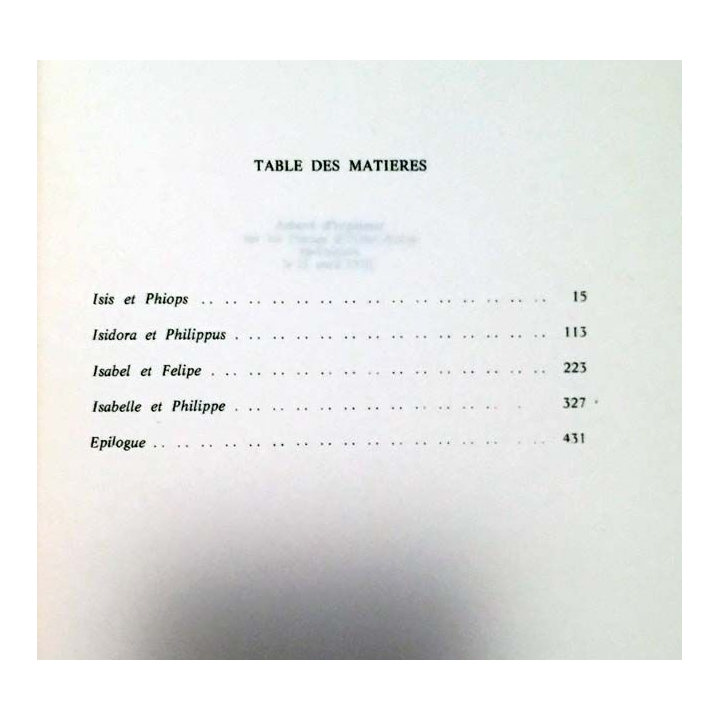 TABLE DES MATIERES
Isis et Phiops .. .. .. .. .. .. .. .. .. .. .. .. .. .. .. 15
Isidora et Philippus . .. .. .. .. .. .. .. .. .. .. .. .. .. 113
Isabel et Felipe . .. .. .. .. .. .. .. .. .. .. .. .. .. .. 223
Isabelle et Philippe . .. .. .. .. .. .. .. .. .. .. .. . 327
Epilogue .. .. .. .. .. .. .. .. .. .. .. .. .. .. .. .. .. 431